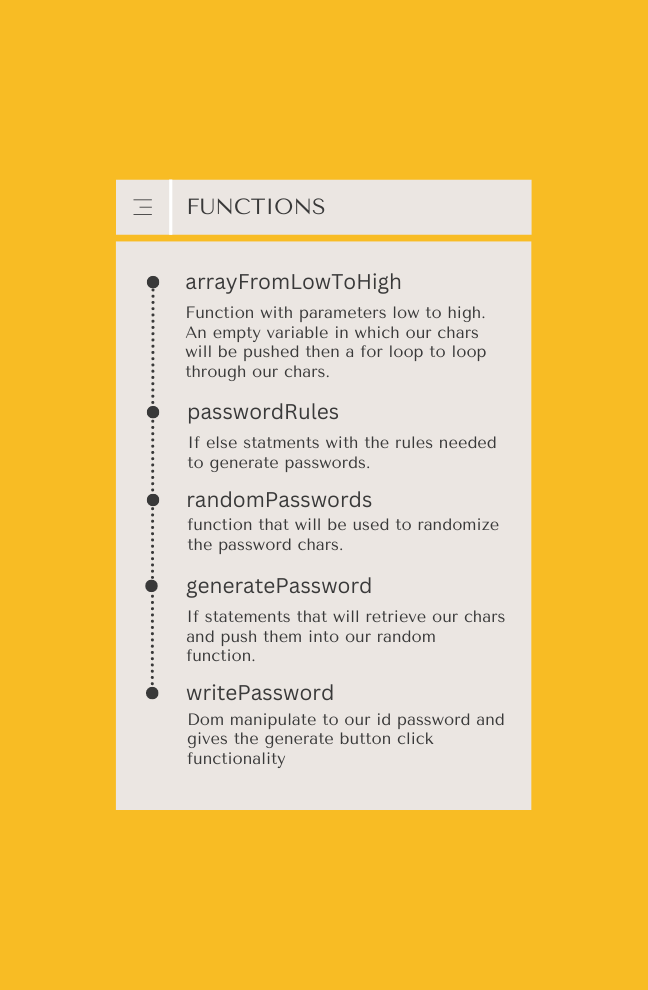 FUNCTIONS
arrayFromLowToHigh
Function with parameters low to high.
An empty variable in which our chars
will be pushed then a for loop to loop
through our chars.
passwordRules
If else statments with the rules needed
to generate passwords.
randomPasswords
function that will be used to randomize
the password chars.
generatePassword
If statements that will retrieve our chars
and push them into our random
function.
writePassword
Dom manipulate to our id password and
gives the generate button click
functionality